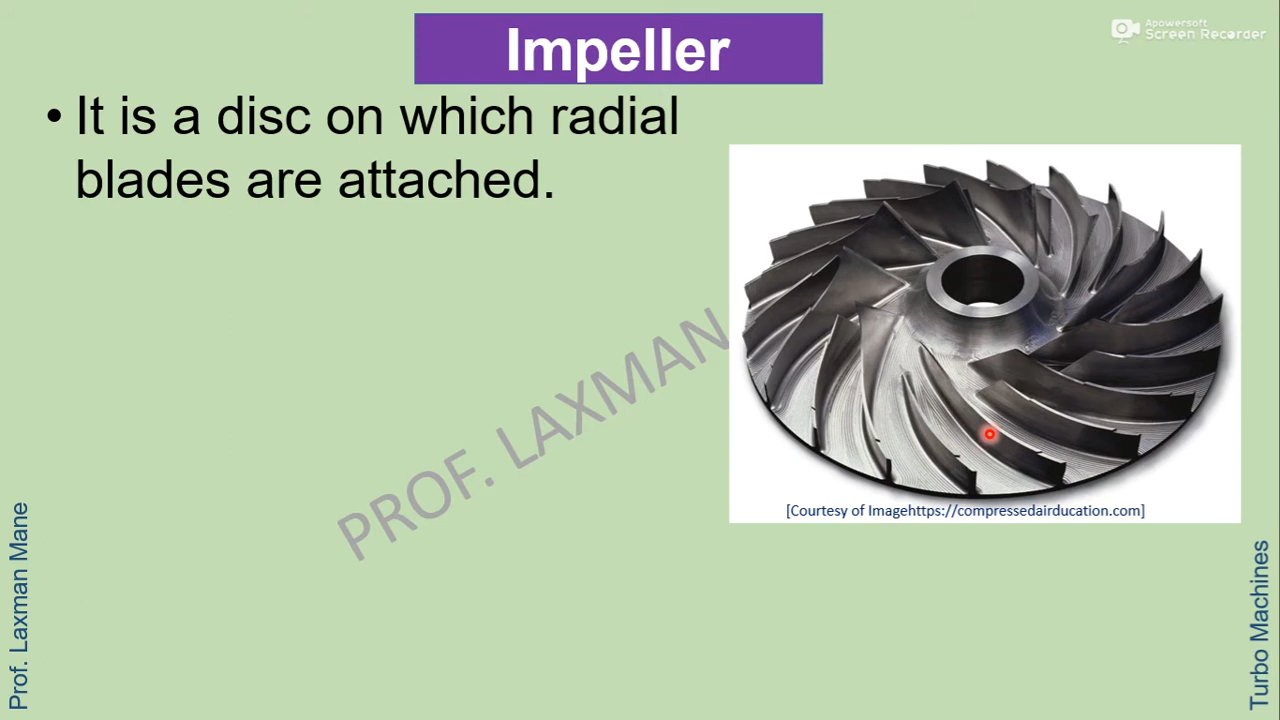 Impeller
Apowersoft
Screen Recorder
• It is a disc on which radial
blades are attached.
PROF. LAXMAN
[Courtesy of Imagehttps://compressedairducation.com]
Prof. Laxman Mane
Turbo Machines